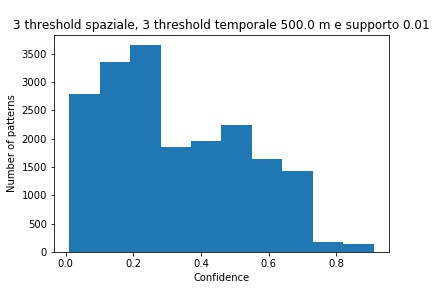 3 threshold spaziale, 3 threshold temporale 500.0 m e supporto 0.01
3500
3000
2500
2000
1500
1000
500
0
Number of patterns
0.0 0.2 0.4 0.6 0.8
Confidence